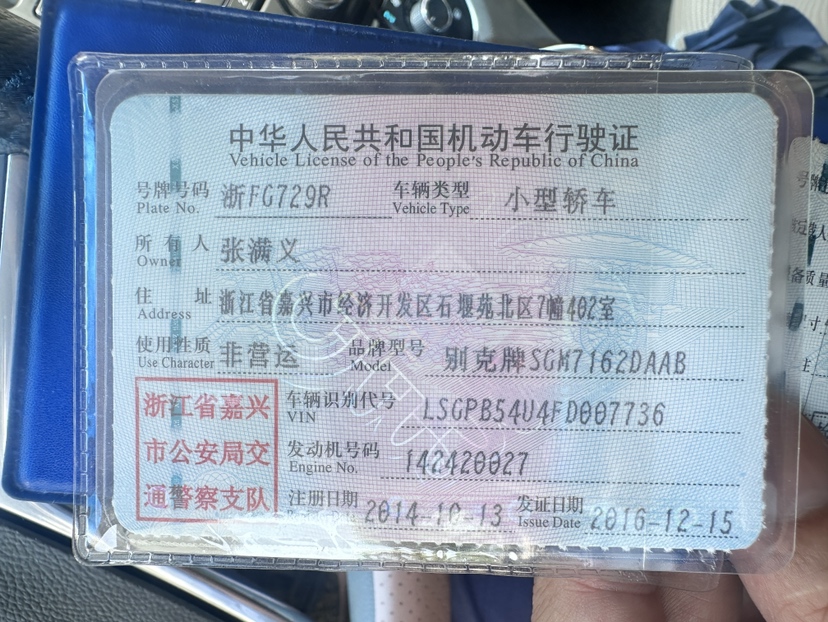 中华人民共和国机动车行驶证
Vehicle License of the People's Republic of China
号牌号码 浙FG729R 车辆类型 小型轿车
Plate No. Vehicle Type
所有人 张满义
Owner
住址 浙江省嘉兴市经济开发区石堰苑北区7幢402室
Address
使用性质 非营运 品牌型号 别克牌SGM7162DAAB
Use Character Model
浙江省嘉兴
市公安局交
通警察支队
车辆识别代号 LSGPB54U4FD007736
VIN
发动机号码 142420027
Engine No.
注册日期 2014-10-13 发证日期 2016-12-15
Issue Date